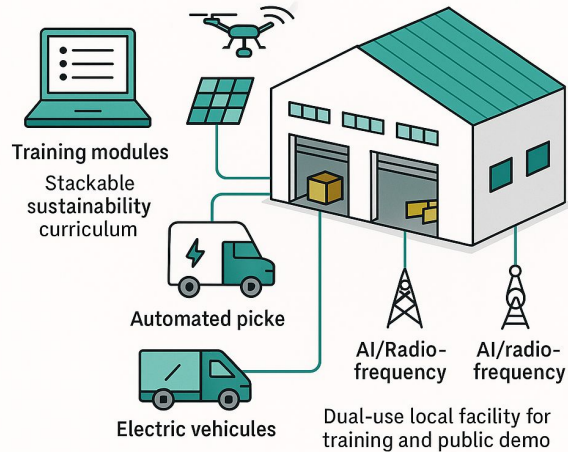 Training modules
Stackable
sustainability
curriculum
Automated picke
Electric vehicules
AI/Radio-
frequency
AI/radio-
frequency
Dual-use local facility for
training and public demo